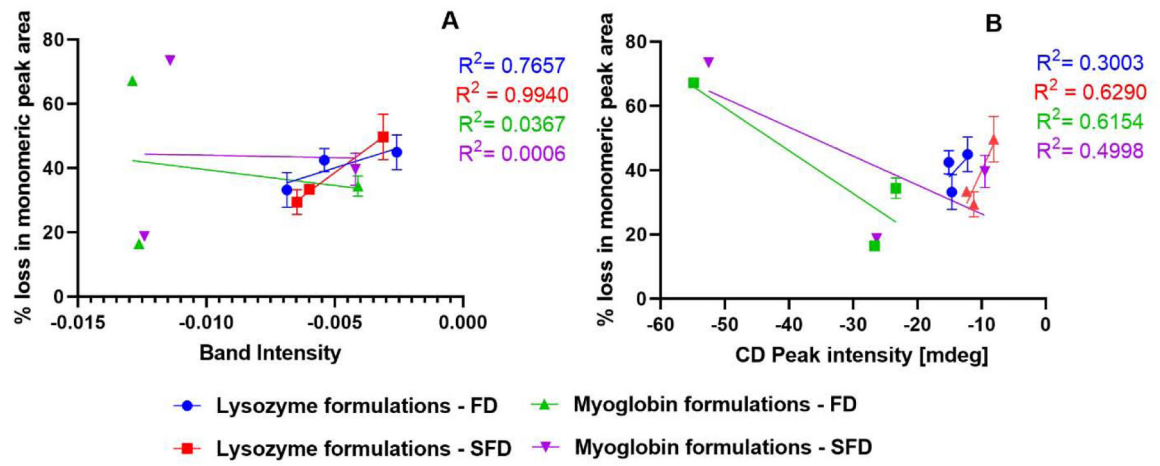 A
% loss in monomeric peak area
80
60
40
20
0
-0.015
-0.010
-0.005
0.000
Band Intensity
R2= 0.7657
R2 = 0.9940
R2 = 0.0367
R2 = 0.0006
B
% loss in monomeric peak area
80
60
40
20
0
-60
-50
-40
-30
-20
-10
0
CD Peak intensity [mdeg]
R2= 0.3003
R2 = 0.6290
R2 = 0.6154
R2 = 0.4998
Lysozyme formulations - FD
Myoglobin formulations - FD
Lysozyme formulations - SFD
Myoglobin formulations - SFD